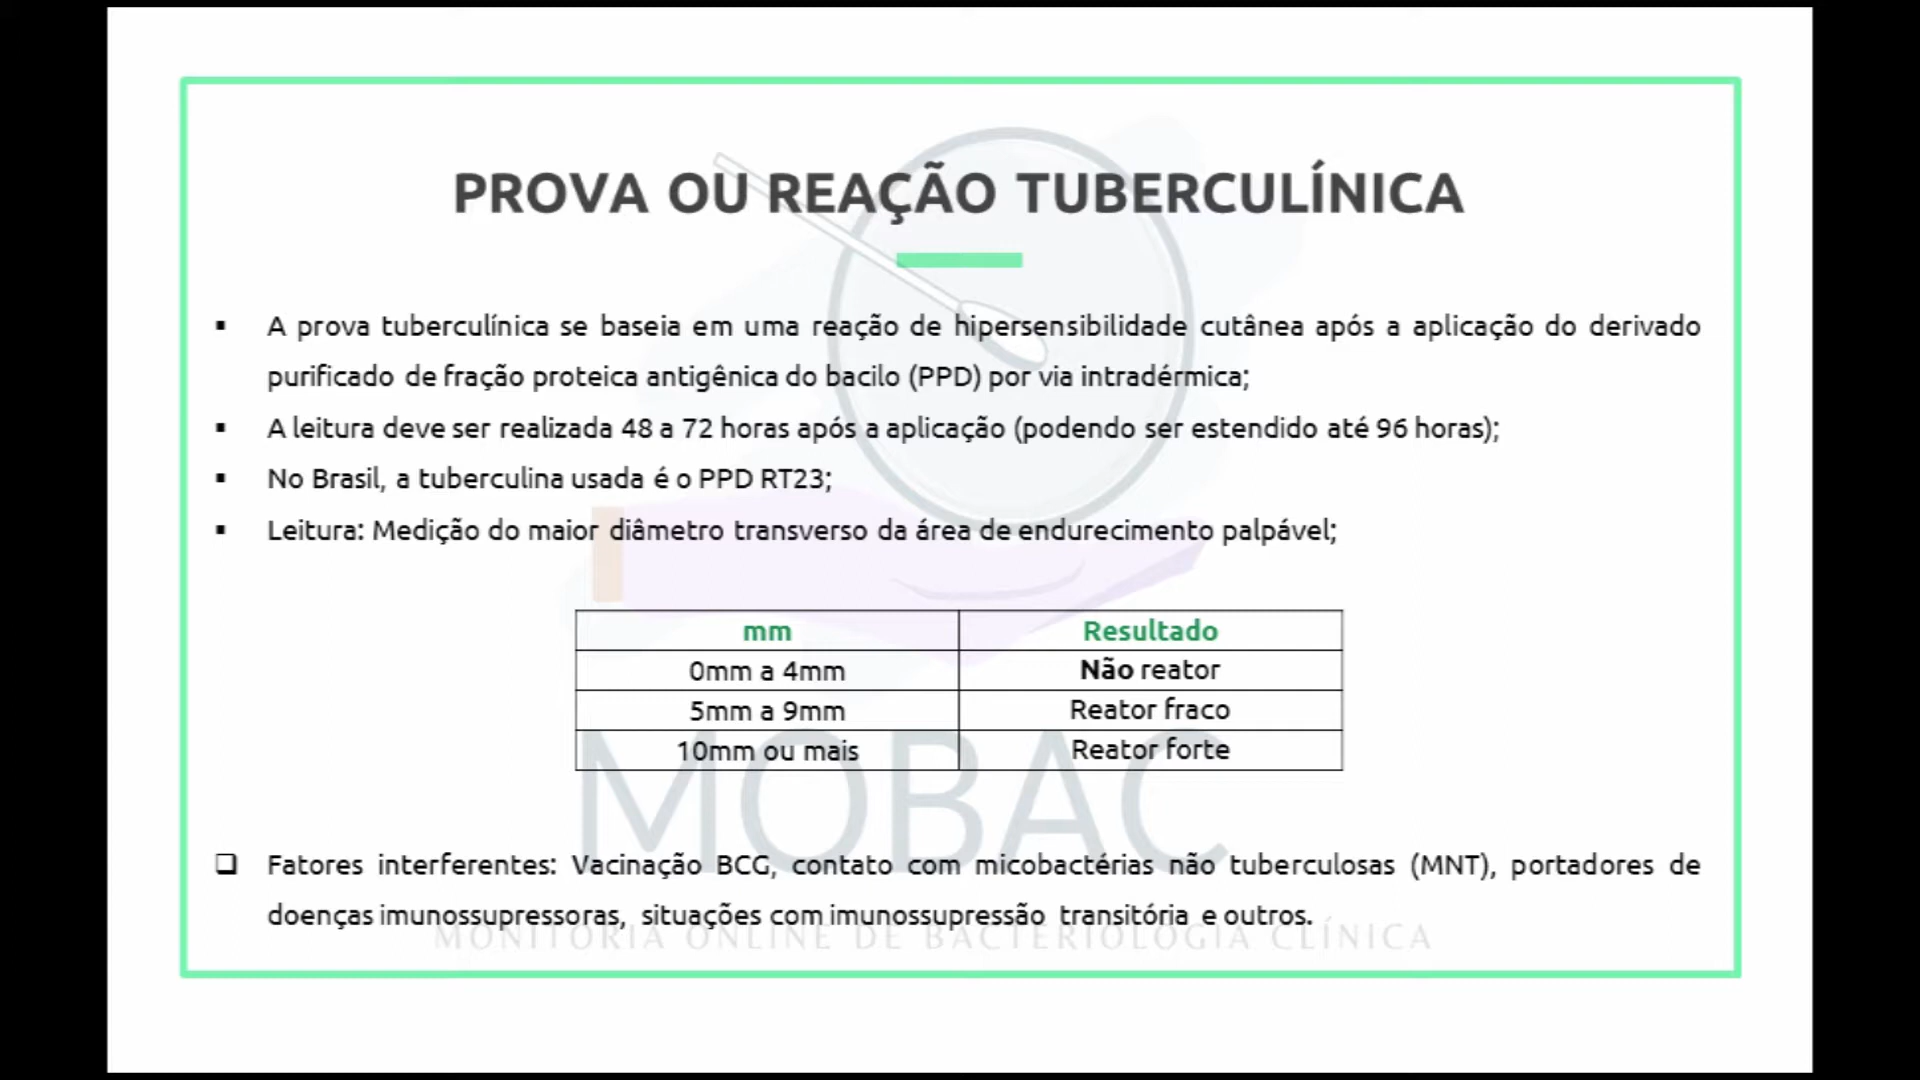 PROVA OU REAÇÃO TUBERCULÍNICA
▪ A prova tuberculínica se baseia em uma reação de hipersensibilidade cutânea após a aplicação do derivado
purificado de fração proteica antigênica do bacilo (PPD) por via intradérmica;
▪ A leitura deve ser realizada 48 a 72 horas após a aplicação (podendo ser estendido até 96 horas);
▪ No Brasil, a tuberculina usada é o PPD RT23;
▪ Leitura: Medição do maior diâmetro transverso da área de endurecimento palpável;
mm Resultado
0mm a 4mm Não reator
5mm a 9mm Reator fraco
10mm ou mais Reator forte
MOBAC
❑ Fatores interferentes: Vacinação BCG, contato com micobactérias não tuberculosas (MNT), portadores de
doenças imunossupressoras, situações com imunossupressão transitória e outros.
MONITORIA ONLINE DE BACTERIOLOGIA CLÍNICA